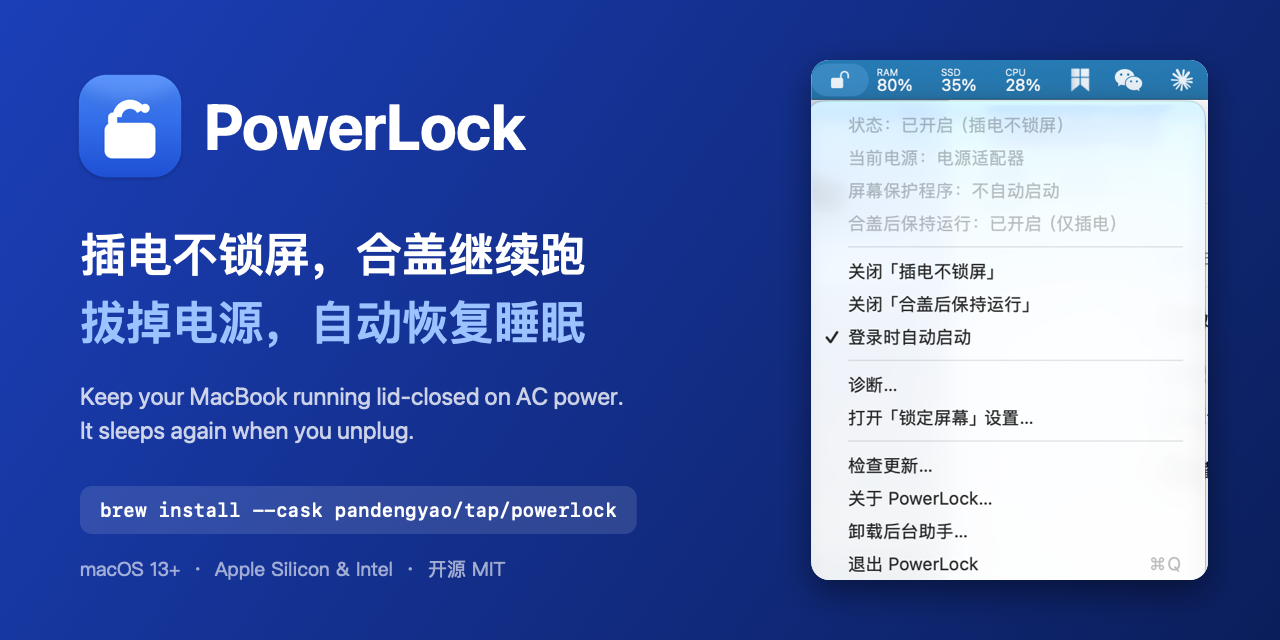 PowerLock
插电不锁屏，合盖继续跑
拔掉电源，自动恢复睡眠
Keep your MacBook running lid-closed on AC power.
It sleeps again when you unplug.
brew install --cask pandengyao/tap/powerlock
macOS 13+ · Apple Silicon & Intel · 开源 MIT
RAM SSD CPU
80% 35% 28%
状态：已开启（插电不锁屏）
当前电源：电源适配器
屏幕保护程序：不自动启动
合盖后保持运行：已开启（仅插电）
关闭「插电不锁屏」
关闭「合盖后保持运行」
✓ 登录时自动启动
诊断...
打开「锁定屏幕」设置...
检查更新...
关于 PowerLock...
卸载后台助手...
退出 PowerLock ⌘Q